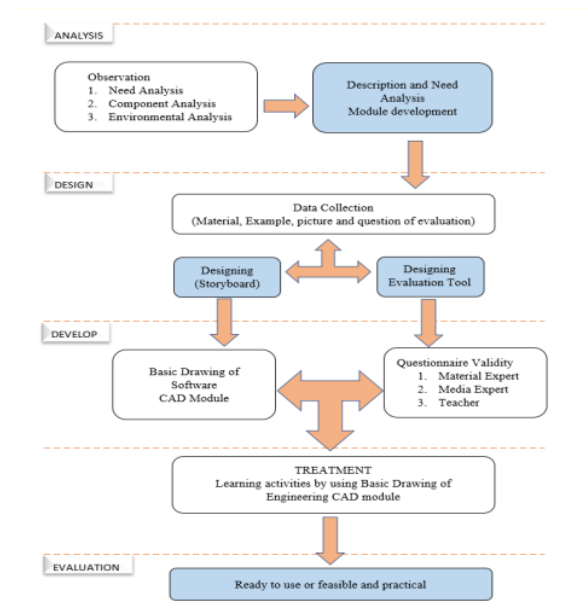 ANALYSIS
Observation
1. Need Analysis
2. Component Analysis
3. Environmental Analysis
Description and Need
Analysis
Module development
DESIGN
Data Collection
(Material, Example, picture and question of evaluation)
Designing
(Storyboard)
Designing
Evaluation Tool
DEVELOP
Basic Drawing of
Software
CAD Module
Questionnaire Validity
1. Material Expert
2. Media Expert
3. Teacher
TREATMENT
Learning activities by using Basic Drawing of
Engineering CAD module
EVALUATION
Ready to use or feasible and practical